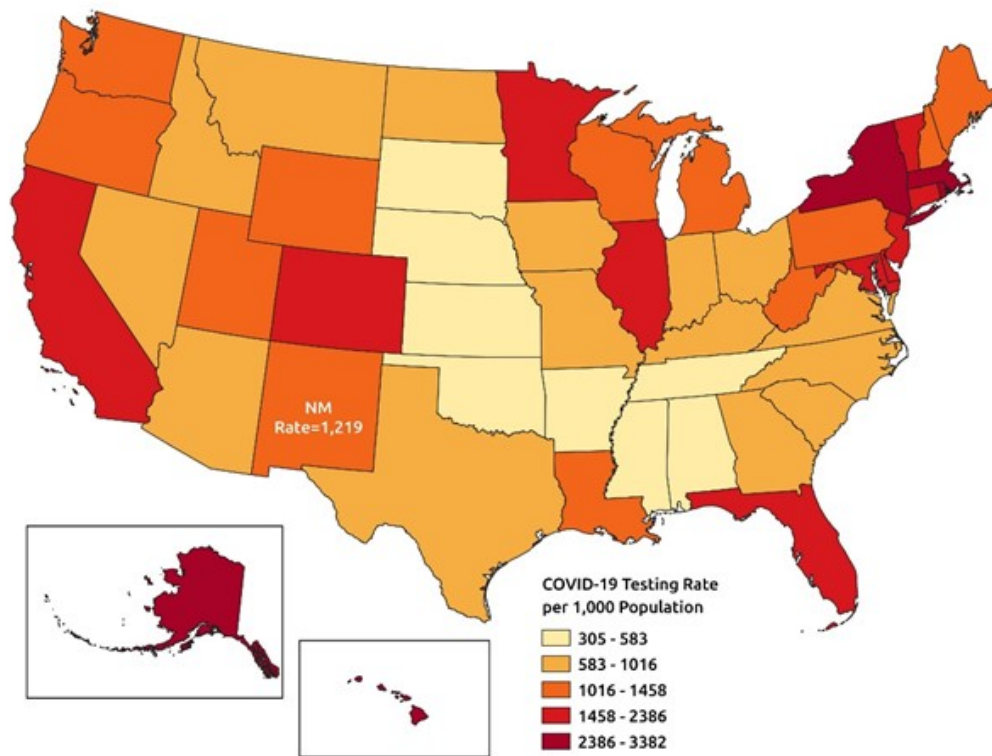 NM
Rate=1,219
COVID-19 Testing Rate
per 1,000 Population
305 - 583
583 - 1016
1016 - 1458
1458 - 2386
2386 - 3382